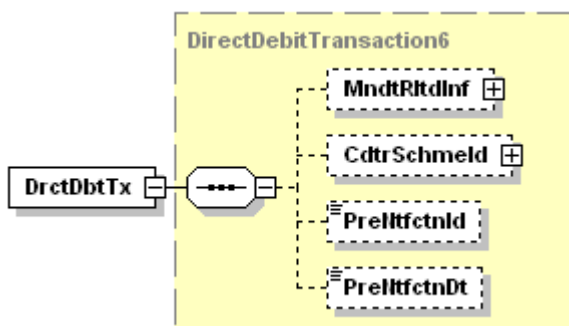 DirectDebitTransaction6
MndtRltdInf
CdtrSchmeId
DrctDbtTx
PreNtfctnId
PreNtfctnDt